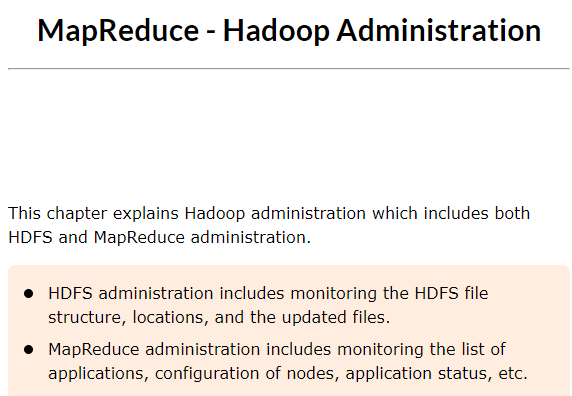 MapReduce - Hadoop Administration
This chapter explains Hadoop administration which includes both
HDFS and MapReduce administration.
● HDFS administration includes monitoring the HDFS file
structure, locations, and the updated files.
● MapReduce administration includes monitoring the list of
applications, configuration of nodes, application status, etc.